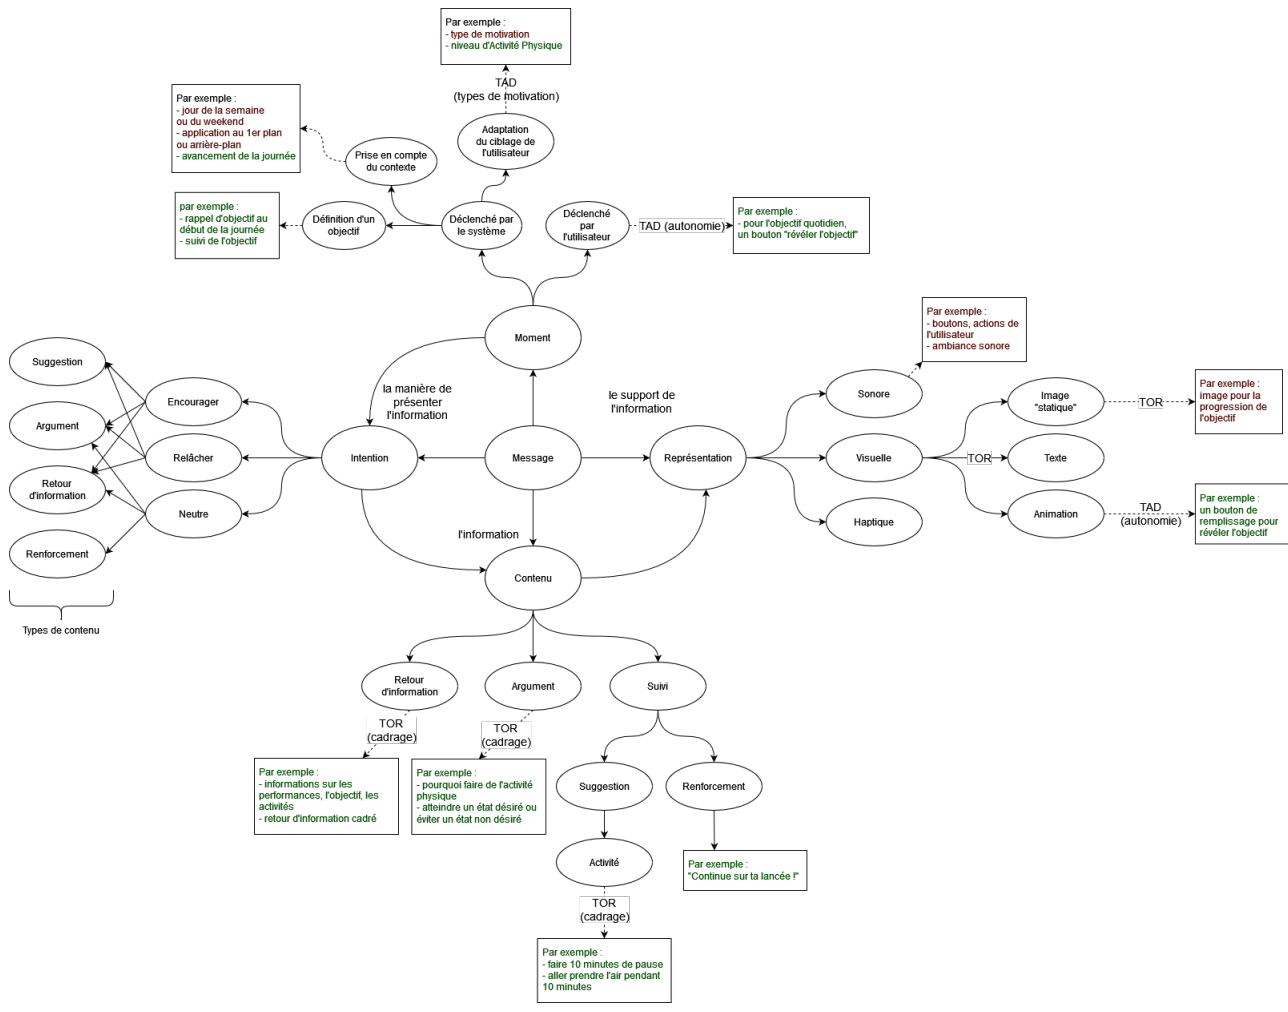 Par exemple :
- type de motivation
- niveau d'Activité Physique
TAD
(types de motivation)
Par exemple :
- jour de la semaine
ou du weekend
- application au 1er plan
ou arrière-plan
- avancement de la journée
Adaptation
du ciblage de
l'utilisateur
Prise en compte
du contexte
par exemple :
- rappel d'objectif au
début de la journée
- suivi de l'objectif
Définition d'un
objectif
Déclenché par
le système
Déclenché
par
l'utilisateur
TAD (autonomie)
Par exemple :
- pour l'objectif quotidien,
un bouton "révéler l'objectif"
Moment
la manière de
présenter
l'information
le support de
l'information
Par exemple :
- boutons, actions de
l'utilisateur
- ambiance sonore
Suggestion
Argument
Retour
d'information
Renforcement
Types de contenu
Encourager
Relâcher
Neutre
Intention
Message
Représentation
Sonore
Visuelle
Haptique
TOR
Image
"statique"
Texte
Animation
TOR
Par exemple :
image pour la
progression de
l'objectif
TAD
(autonomie)
Par exemple :
un bouton de
remplissage pour
révéler l'objectif
l'information
Contenu
Retour
d'information
Argument
Suivi
TOR
(cadrage)
TOR
(cadrage)
Par exemple :
- informations sur les
performances, l'objectif, les
activités
- retour d'information cadré
Par exemple :
- pourquoi faire de l'activité
physique
- atteindre un état désiré ou
éviter un état non désiré
Suggestion
Renforcement
Activité
Par exemple :
"Continue sur ta lancée !"
TOR
(cadrage)
Par exemple :
- faire 10 minutes de pause
- aller prendre l'air pendant
10 minutes